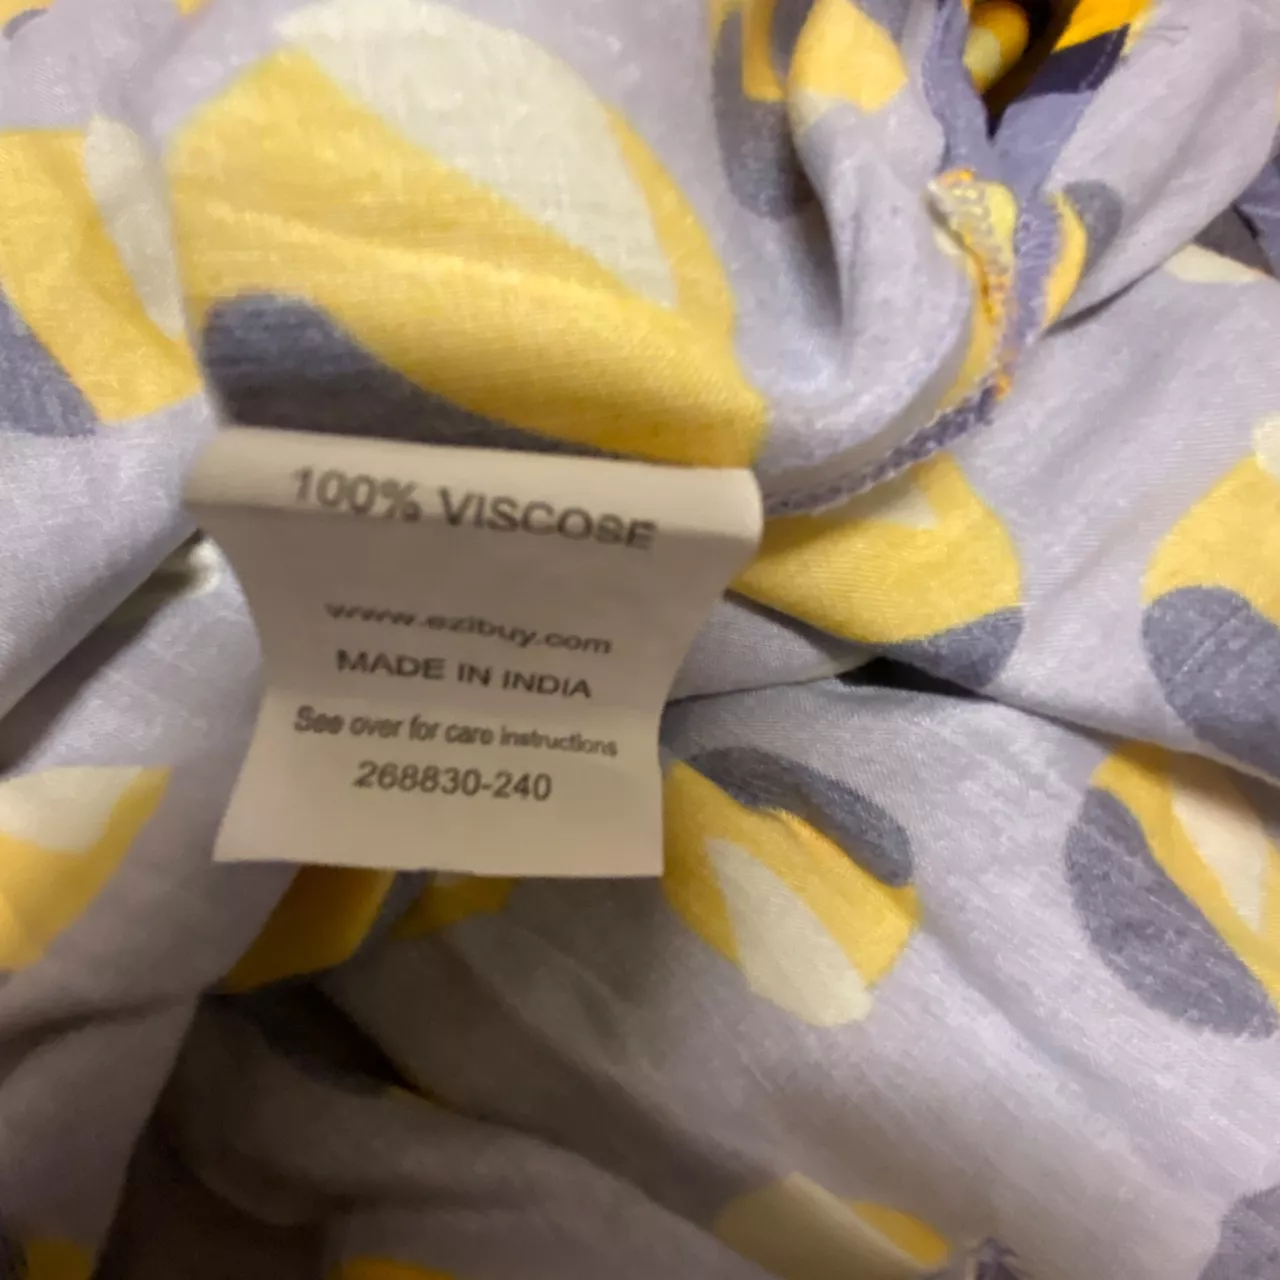 100% VISCOSE
www.ezibuy.com
MADE IN INDIA
See over for care instructions
268830-240